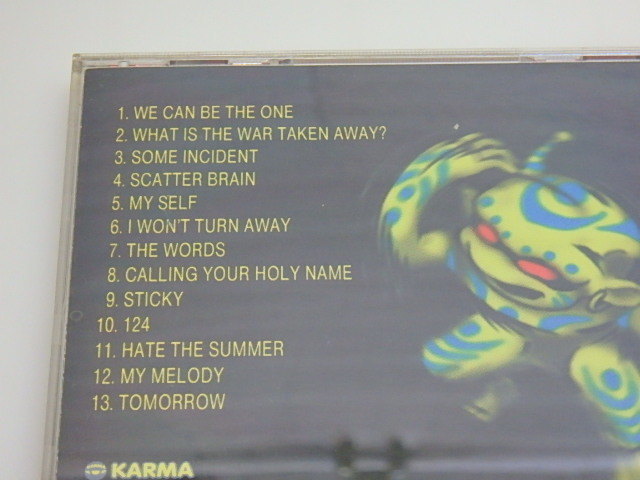 1. WE CAN BE THE ONE
2. WHAT IS THE WAR TAKEN AWAY?
3. SOME INCIDENT
4. SCATTER BRAIN
5. MY SELF
6. I WON'T TURN AWAY
7. THE WORDS
8. CALLING YOUR HOLY NAME
9. STICKY
10. 124
11. HATE THE SUMMER
12. MY MELODY
13. TOMORROW
KARMA